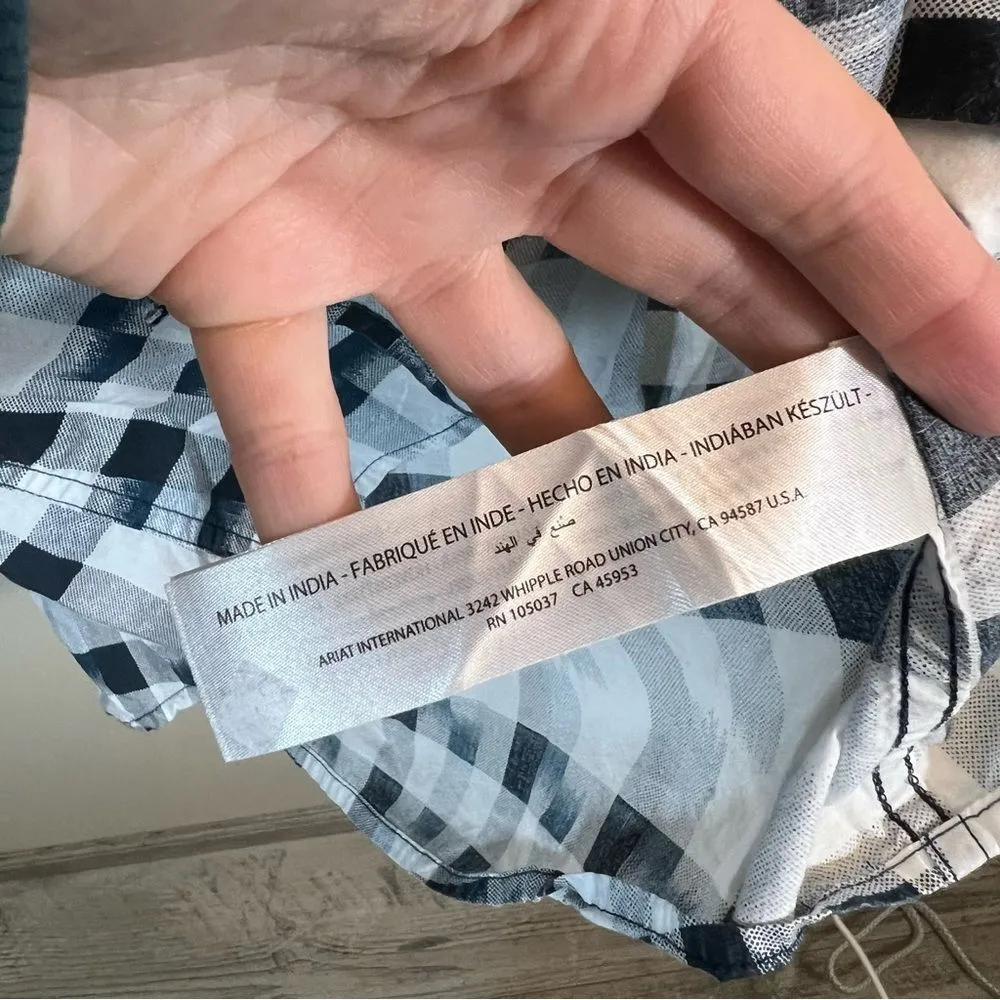 MADE IN INDIA - FABRIQUÉ EN INDE - HECHO EN INDIA - INDIÁBAN KÉSZÜLT -
صنع في الهند
ARIAT INTERNATIONAL 3242 WHIPPLE ROAD UNION CITY, CA 94587 U.S.A
RN 105037 CA 45953